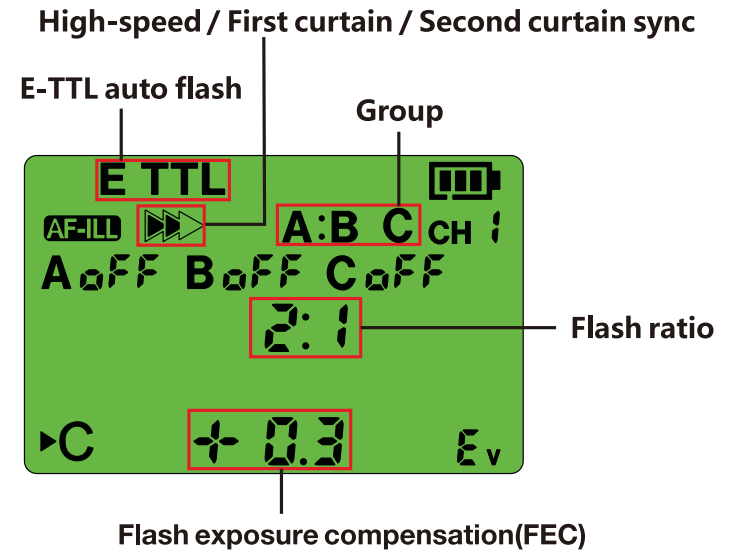 High-speed / First curtain / Second curtain sync
E-TTL auto flash
Group
E TTL
AF-ILL A:B C CH 1
A oFF B oFF C oFF
2:1
Flash ratio
C + 0.3 Ev
Flash exposure compensation(FEC)